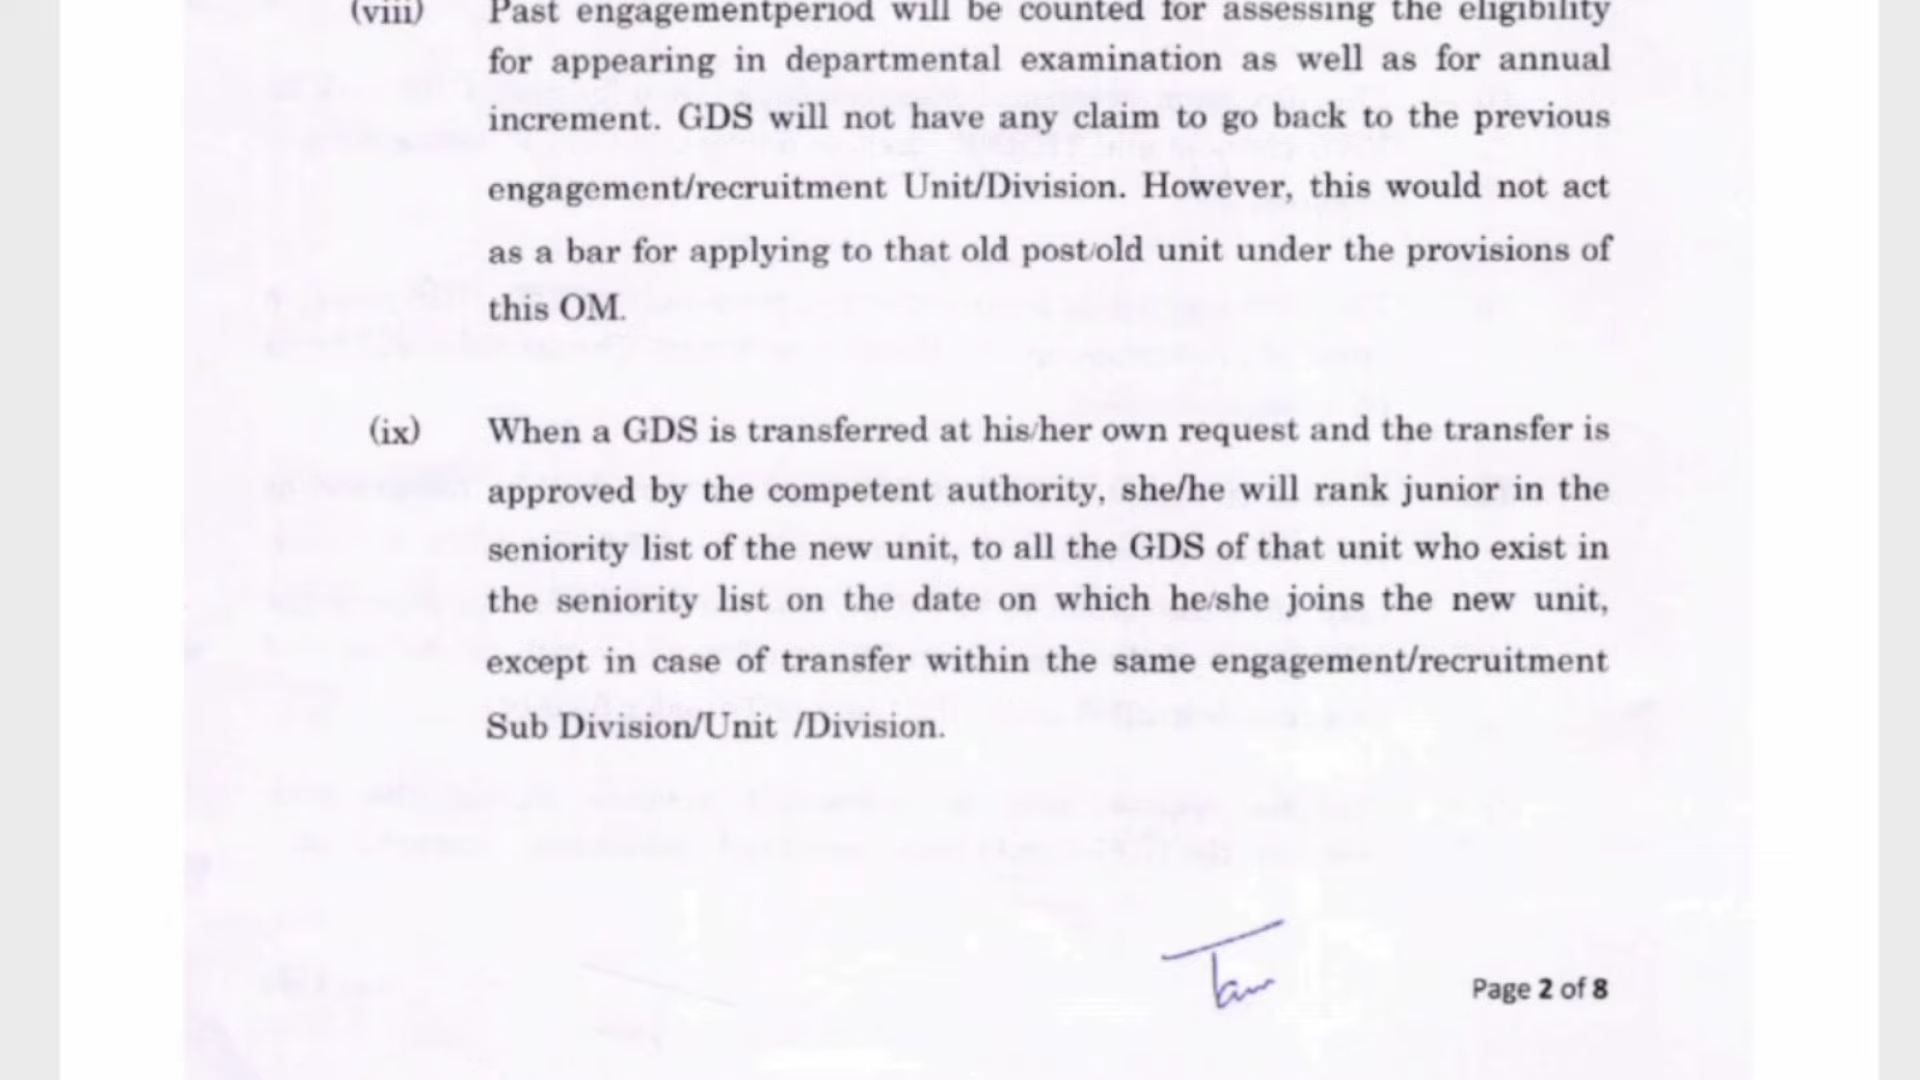 (viii) Past engagementperiod will be counted for assessing the eligibility
for appearing in departmental examination as well as for annual
increment. GDS will not have any claim to go back to the previous
engagement/recruitment Unit/Division. However, this would not act
as a bar for applying to that old post/old unit under the provisions of
this OM.
(ix) When a GDS is transferred at his/her own request and the transfer is
approved by the competent authority, she/he will rank junior in the
seniority list of the new unit, to all the GDS of that unit who exist in
the seniority list on the date on which he/she joins the new unit,
except in case of transfer within the same engagement/recruitment
Sub Division/Unit /Division.
Page 2 of 8